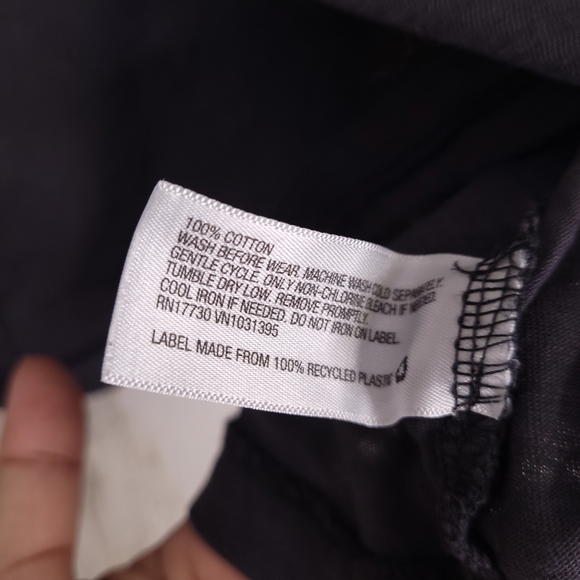 100% COTTON
WASH BEFORE WEAR. MACHINE WASH COLD SEPARATELY.
GENTLE CYCLE. ONLY NON-CHLORINE BLEACH IF NEEDED.
TUMBLE DRY LOW. REMOVE PROMPTLY.
COOL IRON IF NEEDED. DO NOT IRON ON LABEL.
RN17730 VN1031395
LABEL MADE FROM 100% RECYCLED PLASTIC